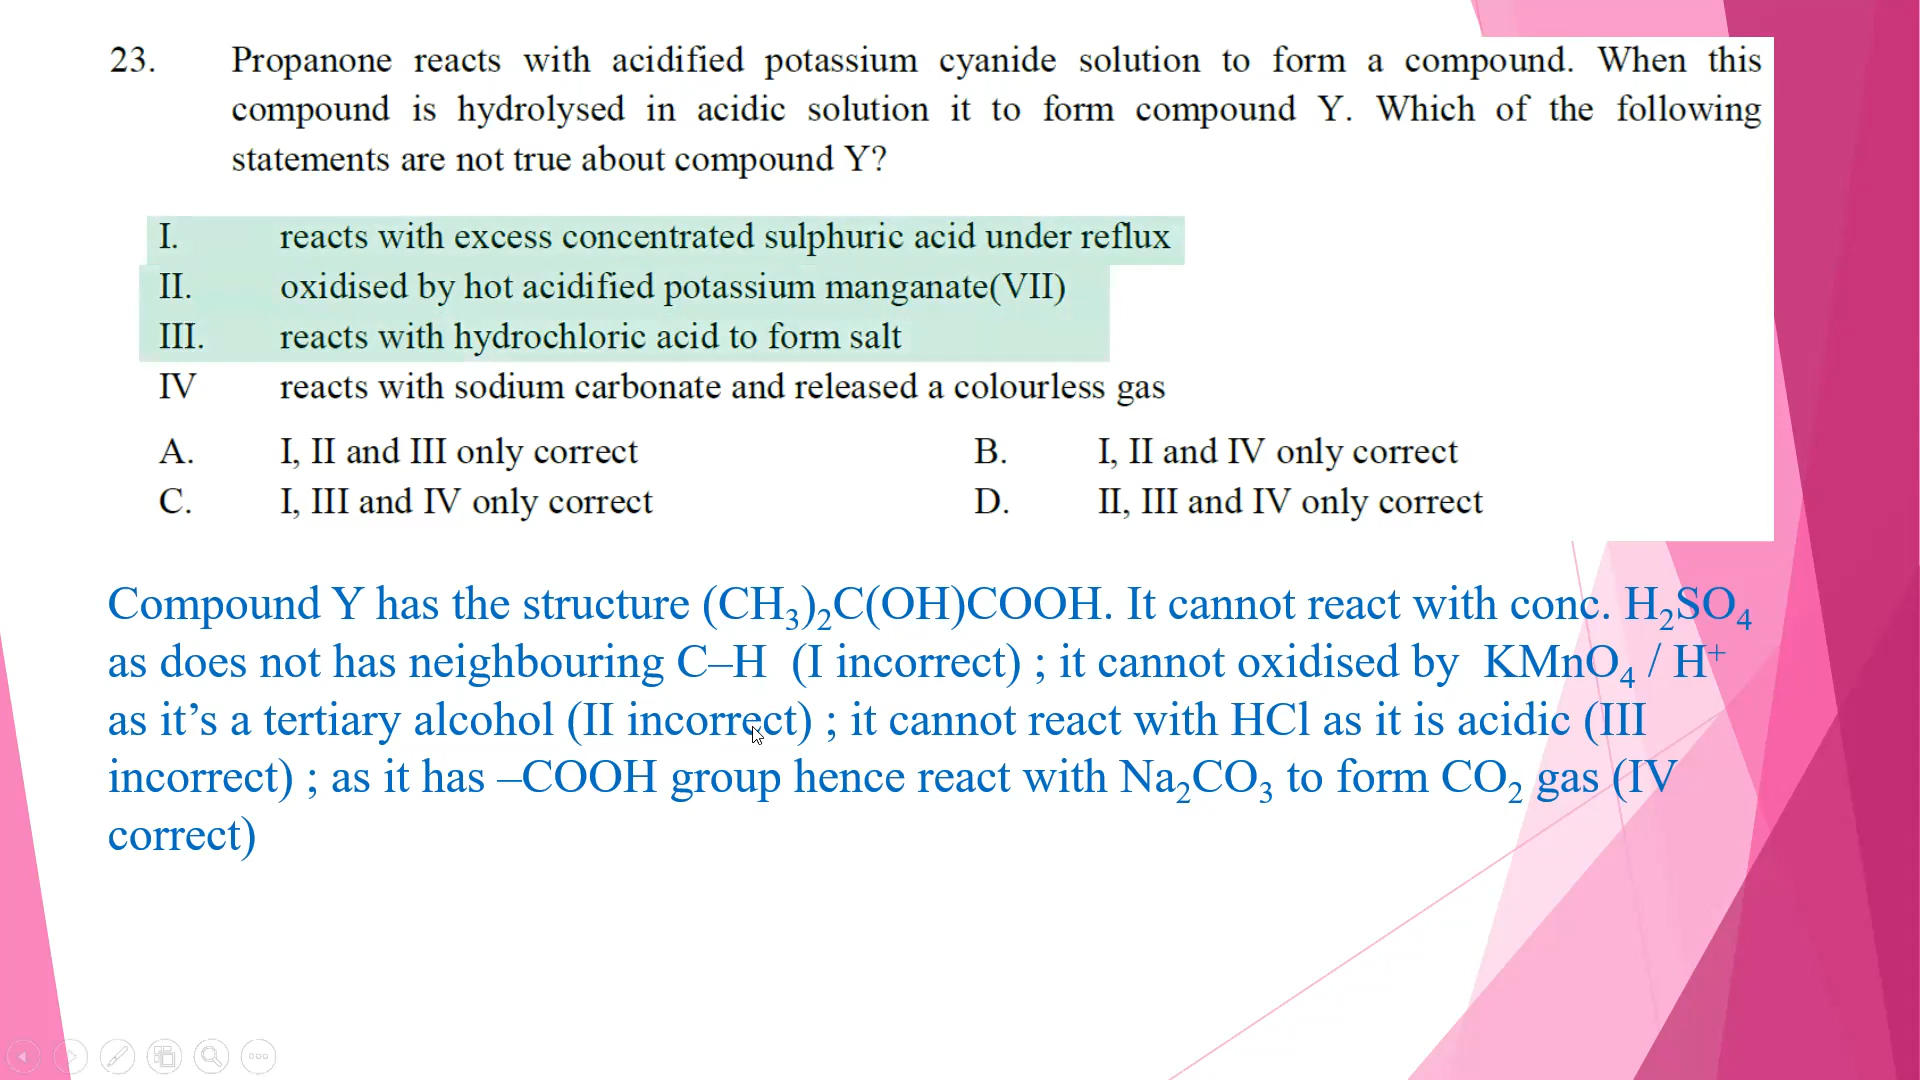 23. Propanone reacts with acidified potassium cyanide solution to form a compound. When this
compound is hydrolysed in acidic solution it to form compound Y. Which of the following
statements are not true about compound Y?
I. reacts with excess concentrated sulphuric acid under reflux
II. oxidised by hot acidified potassium manganate(VII)
III. reacts with hydrochloric acid to form salt
IV reacts with sodium carbonate and released a colourless gas
A. I, II and III only correct B. I, II and IV only correct
C. I, III and IV only correct D. II, III and IV only correct
Compound Y has the structure (CH₃)₂C(OH)COOH. It cannot react with conc. H₂SO₄
as does not has neighbouring C–H (I incorrect) ; it cannot oxidised by KMnO₄ / H⁺
as it’s a tertiary alcohol (II incorrect) ; it cannot react with HCl as it is acidic (III
incorrect) ; as it has –COOH group hence react with Na₂CO₃ to form CO₂ gas (IV
correct)